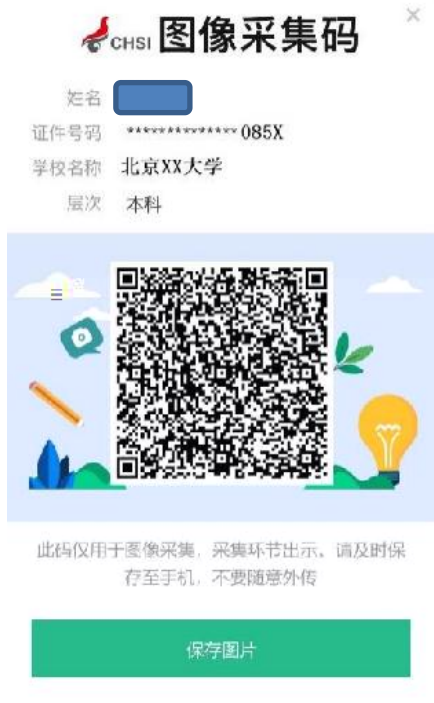 CHSI 图像采集码
姓名
证件号码 **************085X
学校名称 北京XX大学
层次 本科
此码仅用于图像采集，采集环节出示、请及时保
存至手机，不要随意外传
保存图片